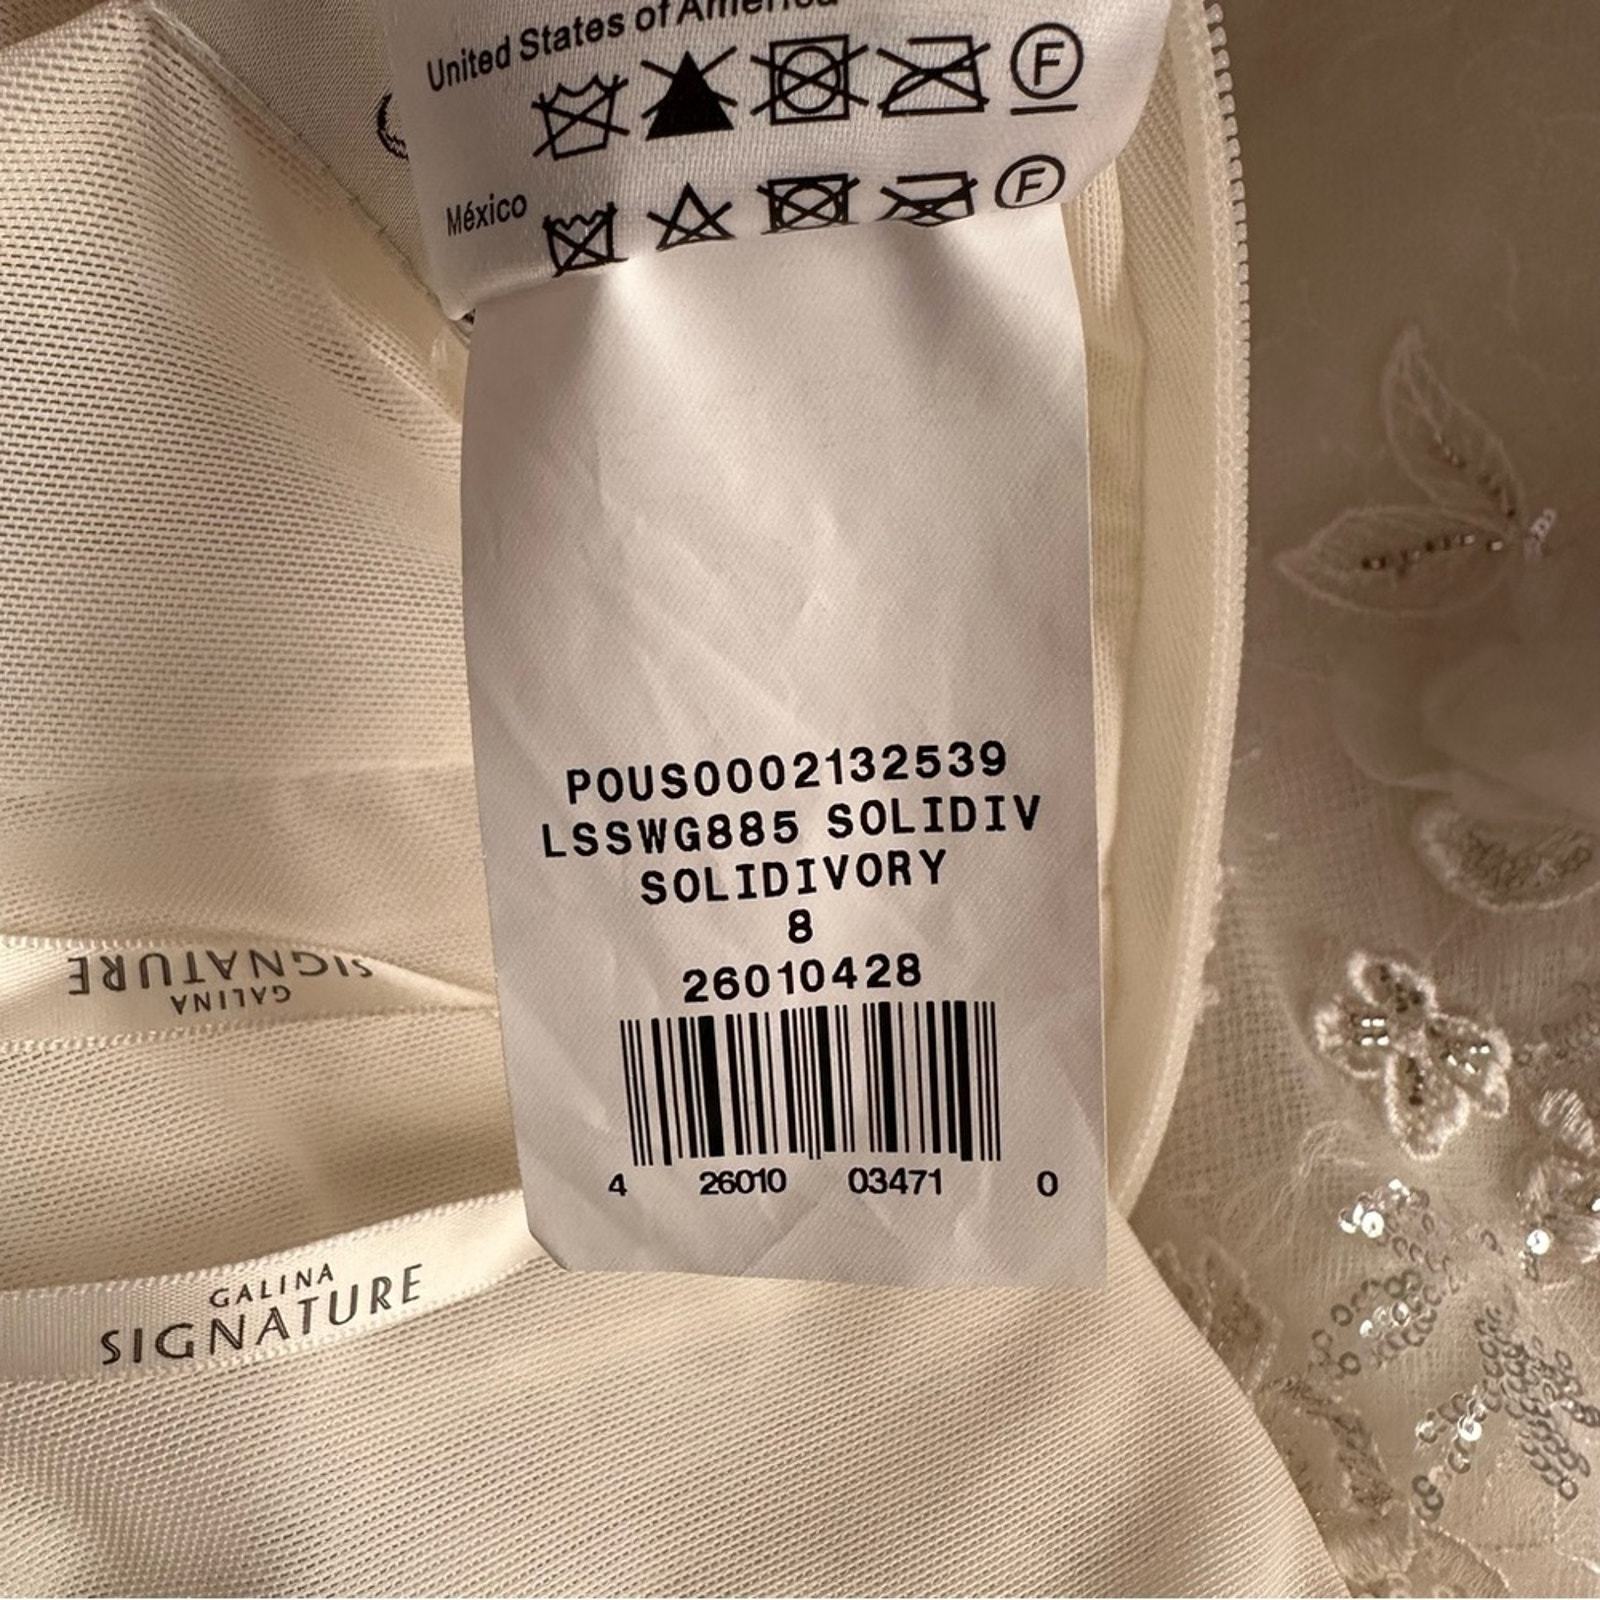 United States of America
F
México
F
POUS0002132539
LSSWG885 SOLIDIV
SOLIDIVORY
8
26010428
4 26010 03471 0
GALINA
SIGNATURE
GALINA
SIGNATURE